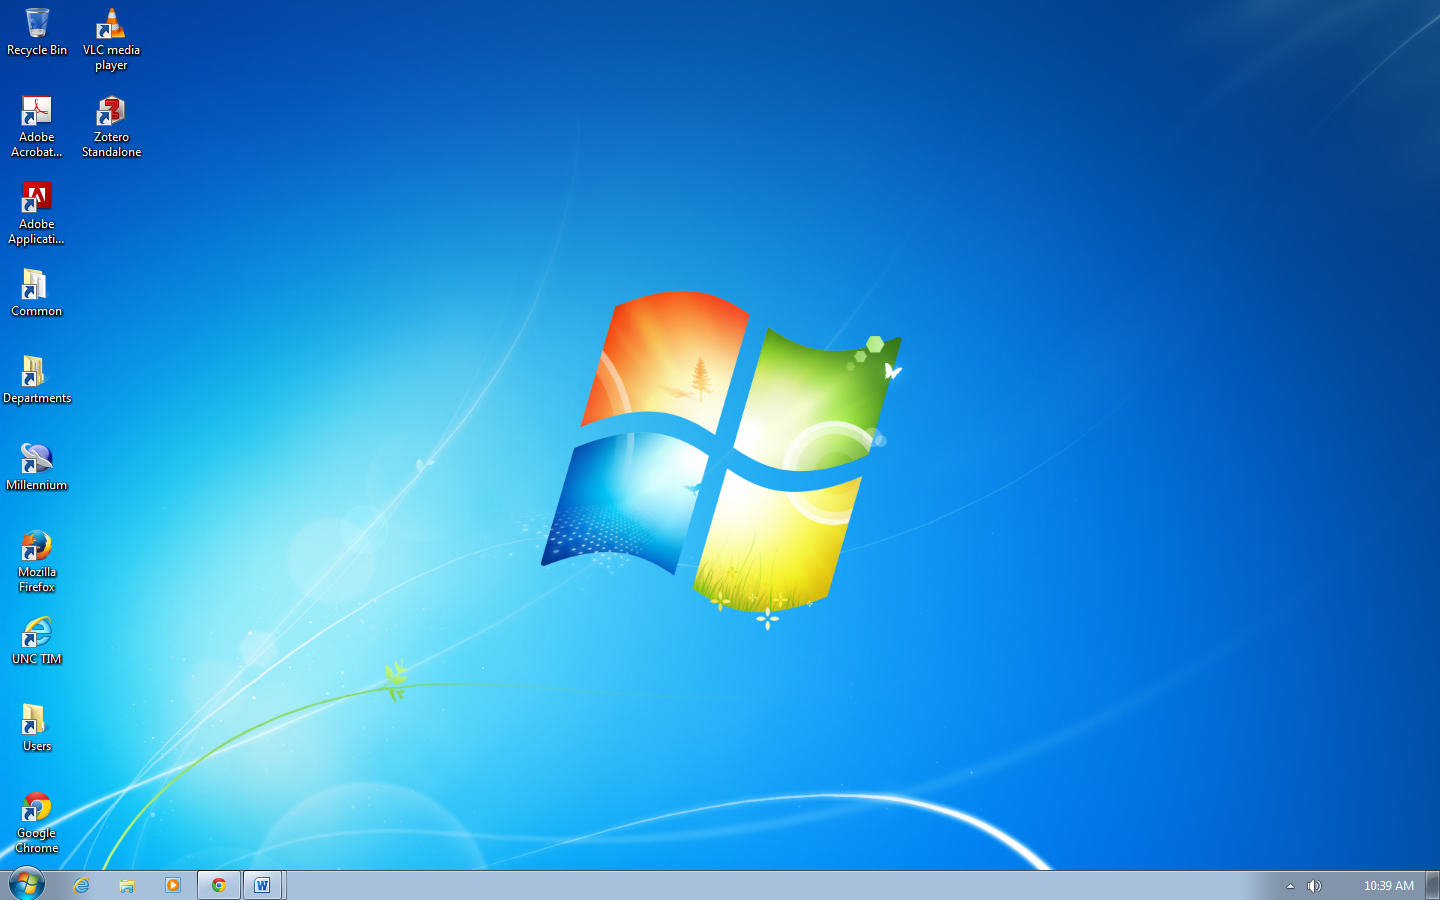 Recycle Bin
VLC media
player
Adobe
Acrobat...
Zotero
Standalone
Adobe
Applicati...
Common
Departments
Millennium
Mozilla
Firefox
UNC TIM
Users
Google
Chrome
10:39 AM